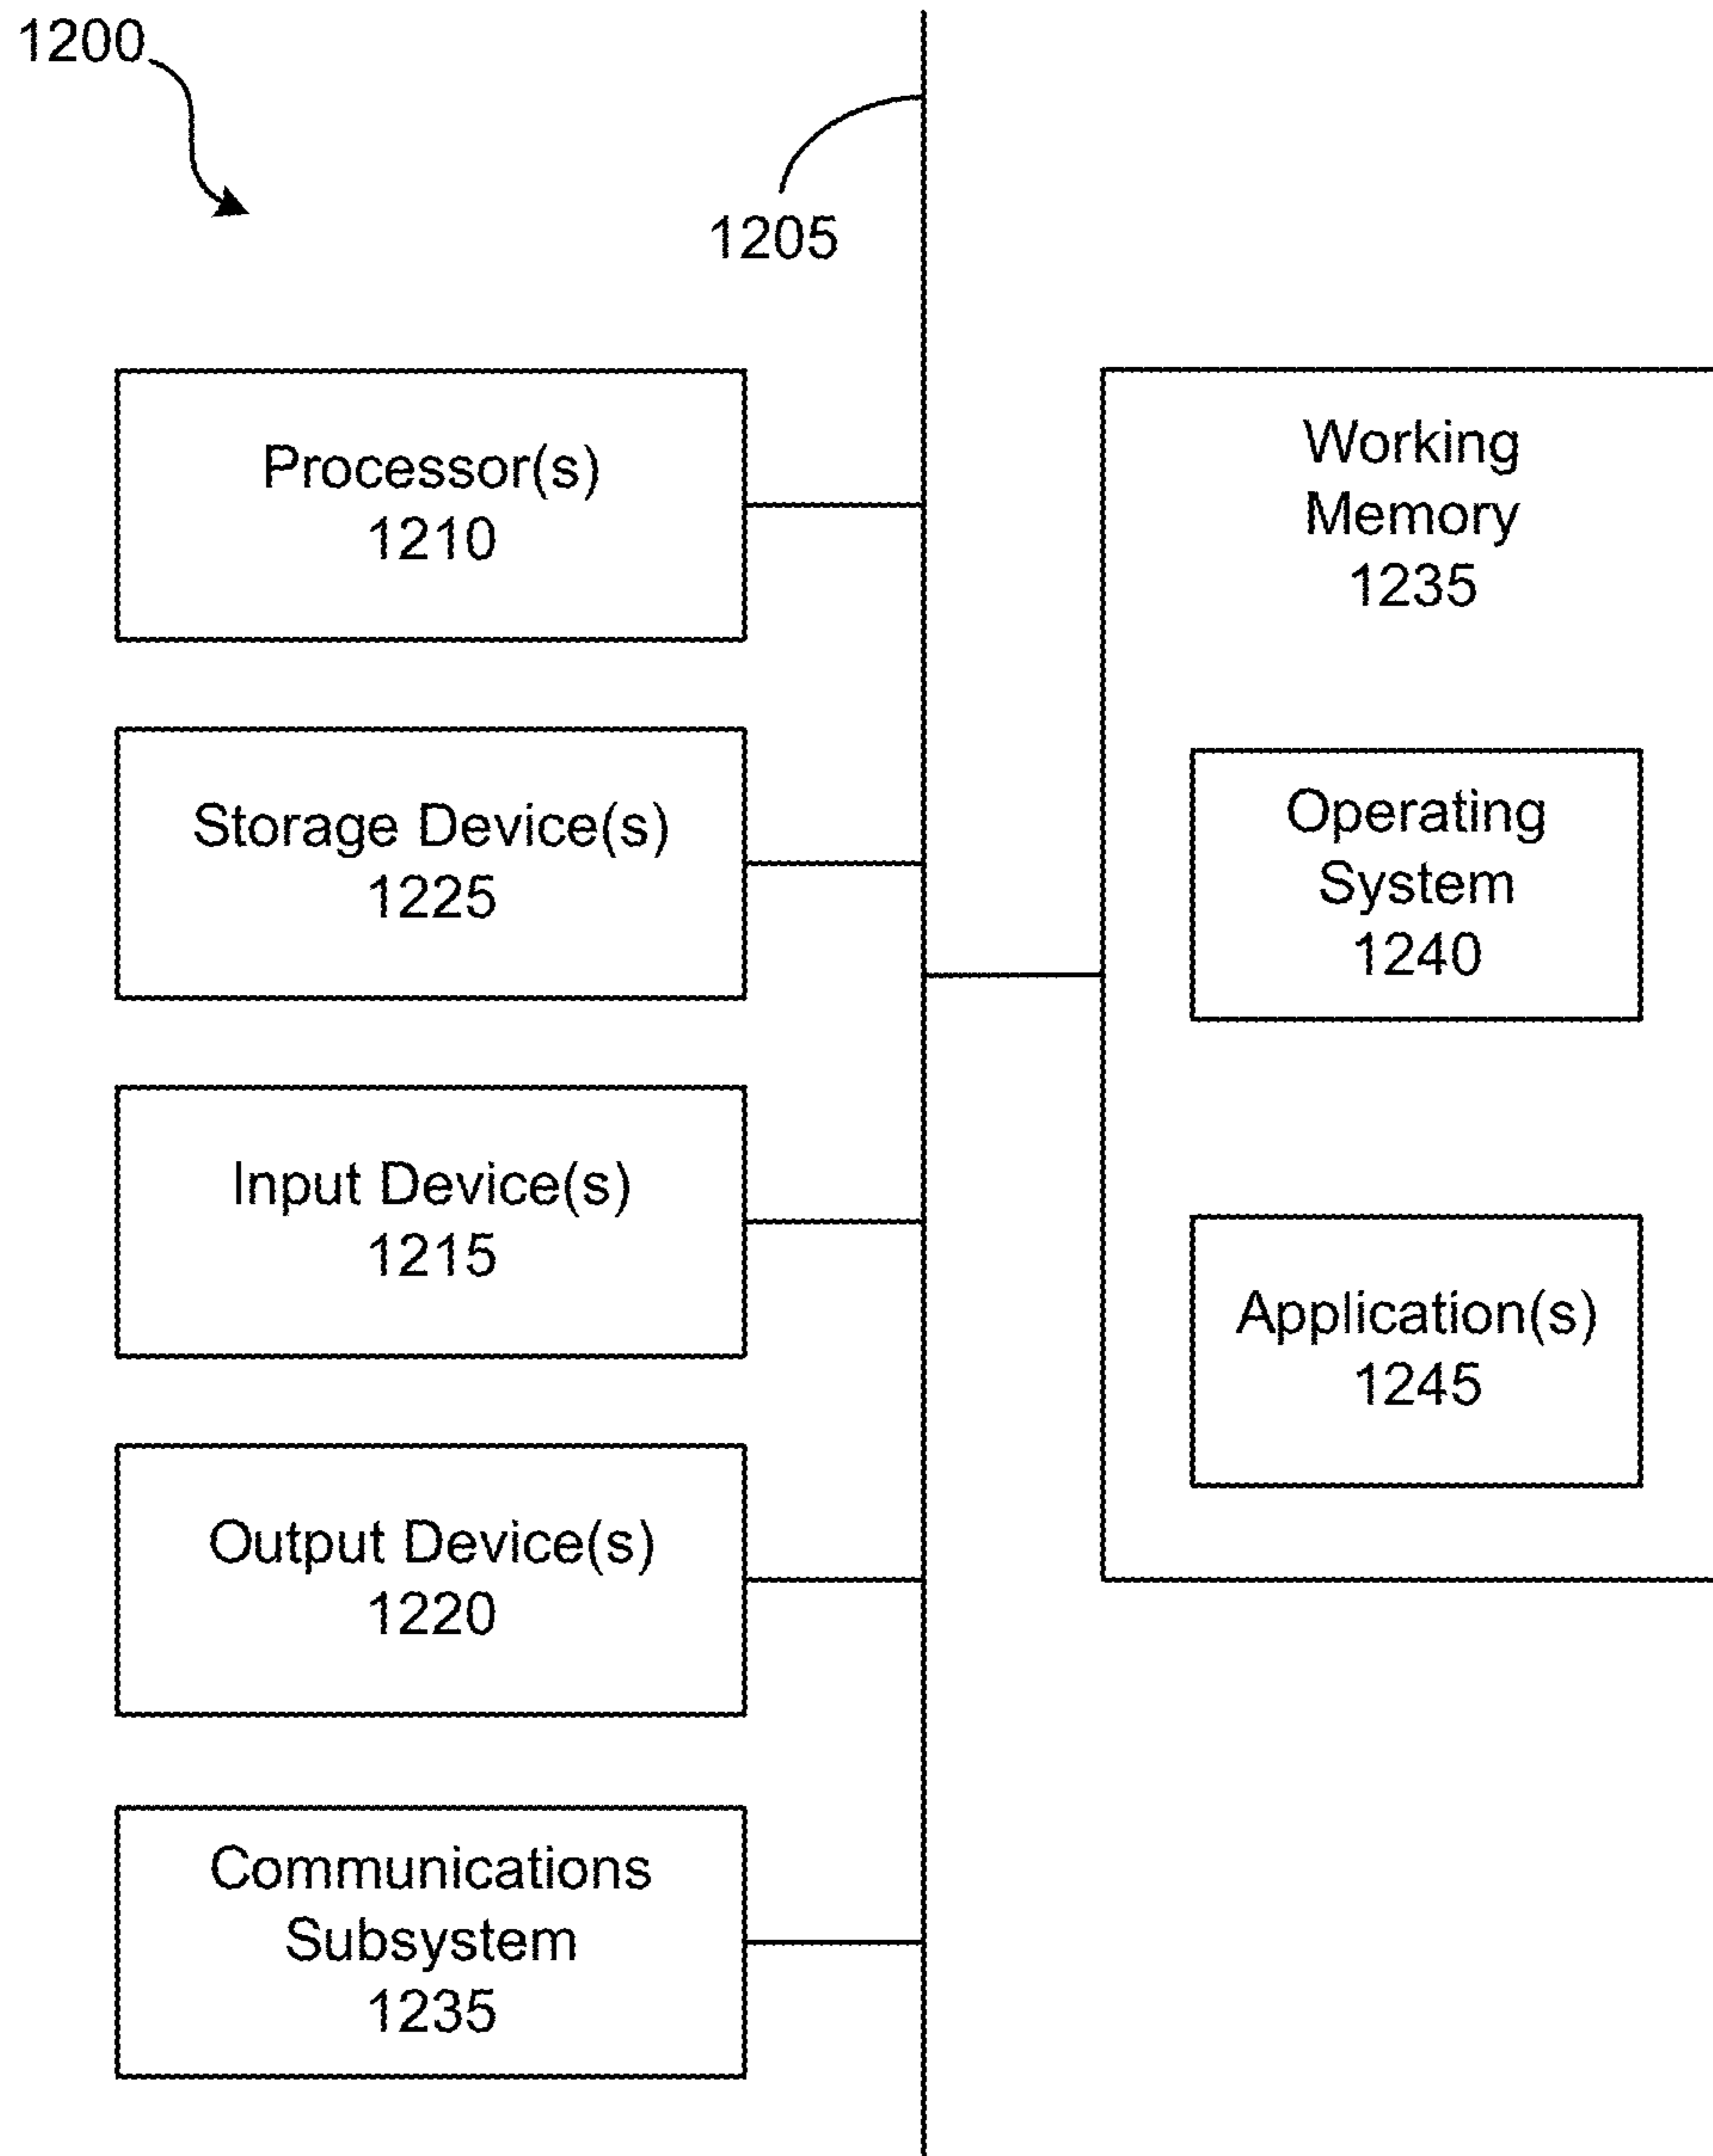 1200
1205
Processor(s)
1210
Storage Device(s)
1225
Input Device(s)
1215
Output Device(s)
1220
Communications
Subsystem
1235
Working
Memory
1235
Operating
System
1240
Application(s)
1245